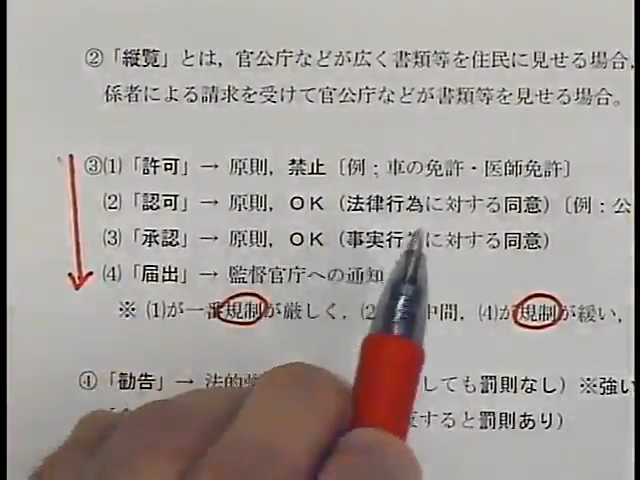 ②「縦覧」とは，官公庁などが広く書類等を住民に見せる場合，
係者による請求を受けて官公庁などが書類等を見せる場合。
③⑴「許可」→ 原則，禁止〔例；車の免許・医師免許〕
⑵「認可」→ 原則，ＯＫ（法律行為に対する同意）〔例：公
⑶「承認」→ 原則，ＯＫ（事実行為に対する同意）
⑷「届出」→ 監督官庁への通知
※ ⑴が一番規制が厳しく，⑵ 中間，⑷が規制が緩い，
④「勧告」→ 法的 しても罰則なし）※強い
すると罰則あり）